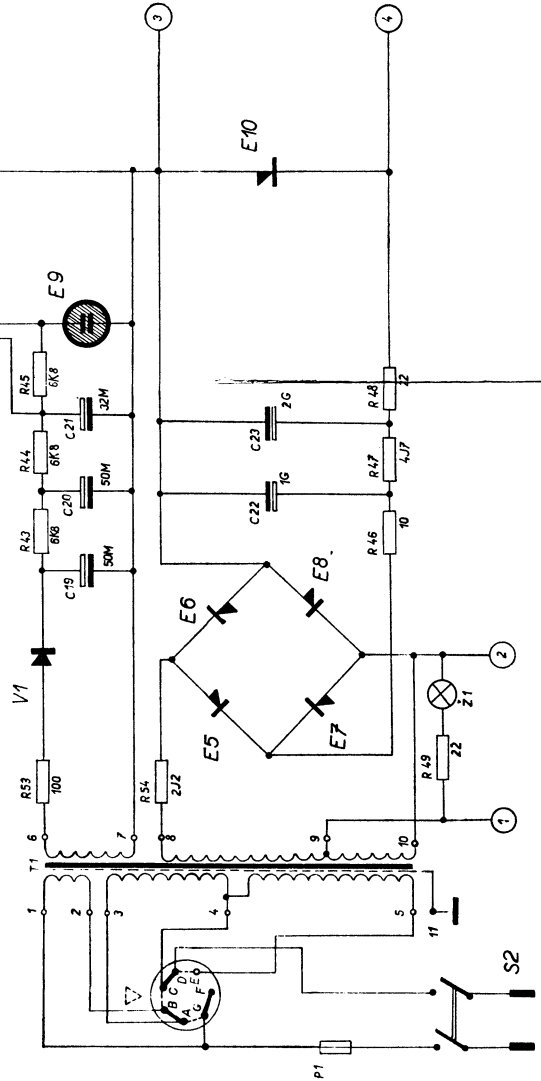 3
4
E10
E9
R45
6K8
C21
32M
R44
6K8
C20
50M
R43
6K8
C19
50M
V1
R53
100
T1
6
7
8
9
10
1
2
3
4
5
11
R54
2J2
E5
E6
E7
E8
C22
1G
C23
2G
R46
10
R47
4J7
R48
22
R49
22
Ž1
1
2
A
B
C
D
E
F
G
P1
S2